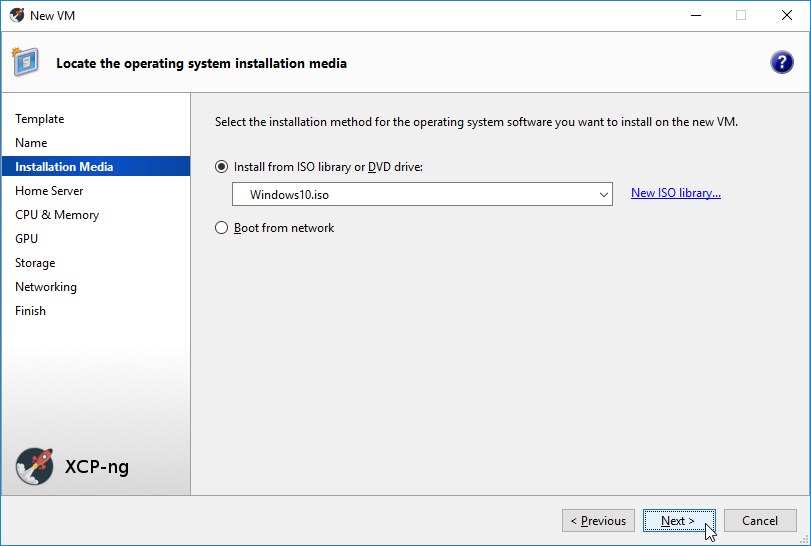 New VM
Locate the operating system installation media
?
Template
Name
Installation Media
Home Server
CPU & Memory
GPU
Storage
Networking
Finish
XCP-ng
Select the installation method for the operating system software you want to install on the new VM.
Install from ISO library or DVD drive:
Windows10.iso
New ISO library...
Boot from network
< Previous
Next >
Cancel